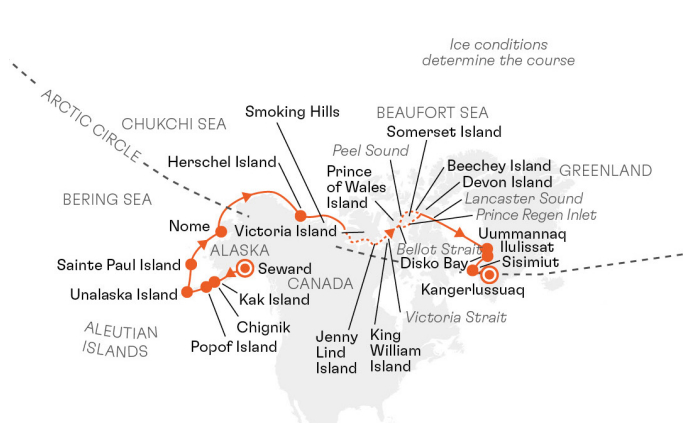 Ice conditions
determine the course
ARCTIC CIRCLE
CHUKCHI SEA
Smoking Hills
BEAUFORT SEA
Somerset Island
Peel Sound
Herschel Island
Prince
of Wales
Island
Beechey Island
GREENLAND
Devon Island
BERING SEA
Lancaster Sound
Prince Regen Inlet
Nome
Victoria Island
Uummannaq
ALASKA
Bellot Strait
Ilulissat
Sainte Paul Island
Seward
Disko Bay
Sisimiut
CANADA
Kangerlussuaq
Unalaska Island
Kak Island
Victoria Strait
ALEUTIAN
ISLANDS
Chignik
Popof Island
Jenny
Lind
Island
King
William
Island